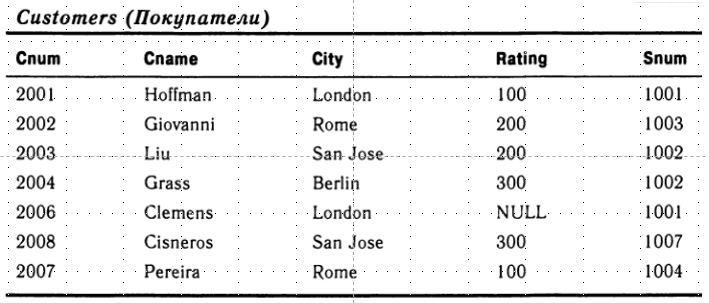 Customers (Покупатели)
Cnum Cname City Rating Snum
2001 Hoffman London 100 1001
2002 Giovanni Rome 200 1003
2003 Liu San Jose 200 1002
2004 Grass Berlin 300 1002
2006 Clemens London NULL 1001
2008 Cisneros San Jose 300 1007
2007 Pereira Rome 100 1004